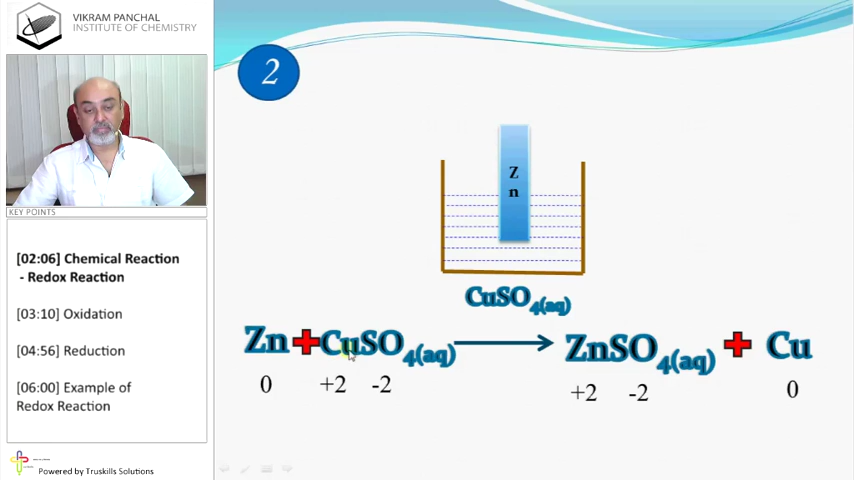 VIKRAM PANCHAL
INSTITUTE OF CHEMISTRY
2
KEY POINTS
[02:06] Chemical Reaction
- Redox Reaction
[03:10] Oxidation
[04:56] Reduction
[06:00] Example of
Redox Reaction
Powered by Truskills Solutions
Z
n
CuSO4(aq)
Zn + CuSO4(aq) → ZnSO4(aq) + Cu
0 +2 -2 +2 -2 0